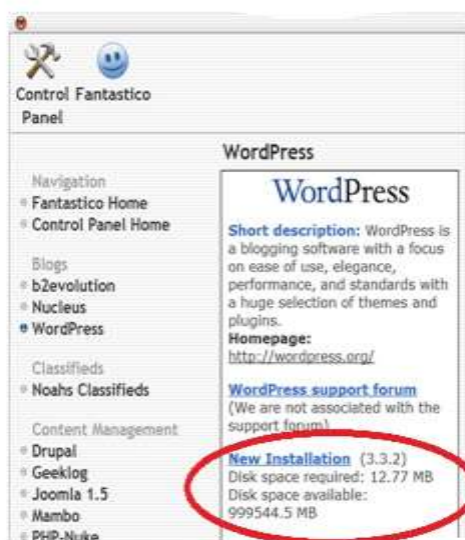 Control Fantastico
Panel
Navigation
Fantastico Home
Control Panel Home
Blogs
b2evolution
Nucleus
WordPress
Classifieds
Noahs Classifieds
Content Management
Drupal
Geeklog
Joomla 1.5
Mambo
PHP-Nuke
WordPress
WordPress
Short description: WordPress is
a blogging software with a focus
on ease of use, elegance,
performance, and standards with
a huge selection of themes and
plugins.
Homepage:
http://wordpress.org/
WordPress support forum
(We are not associated with the
support forum)
New Installation (3.3.2)
Disk space required: 12.77 MB
Disk space available:
999544.5 MB